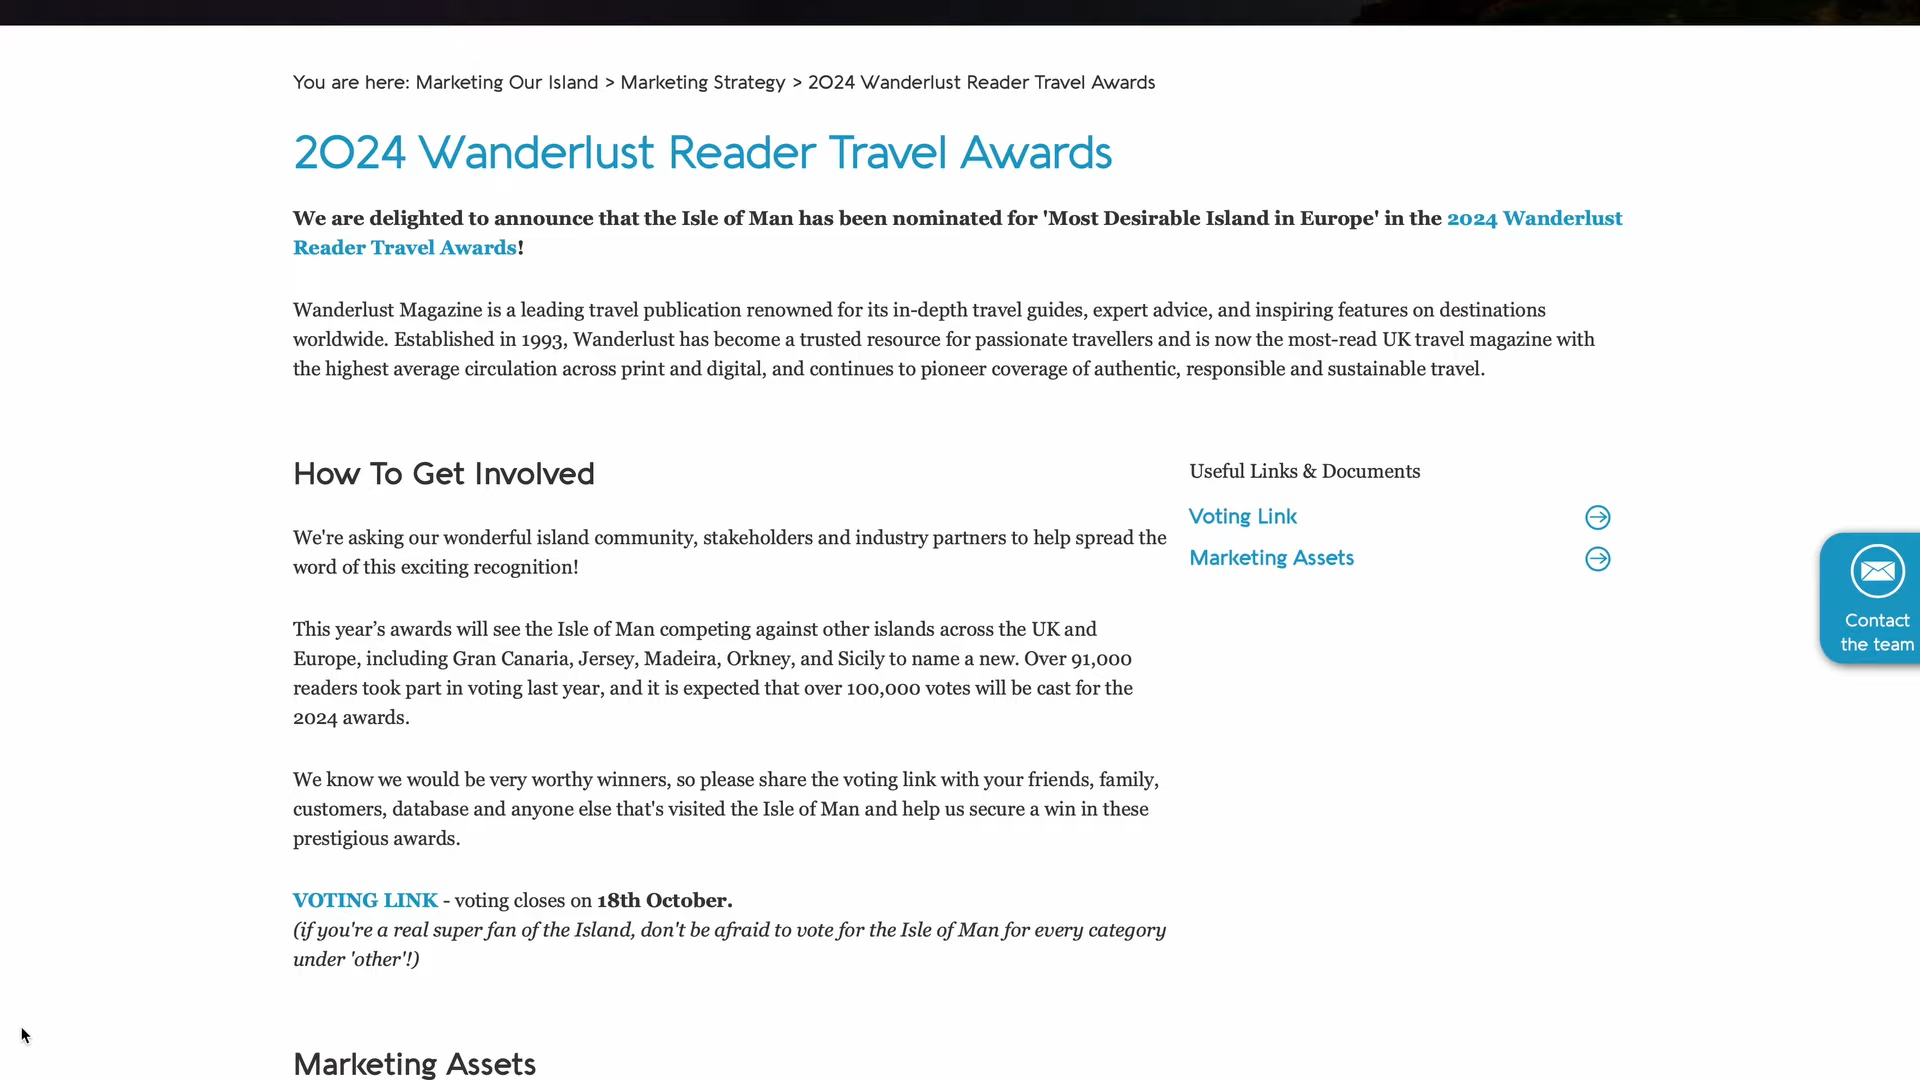 You are here: Marketing Our Island > Marketing Strategy > 2024 Wanderlust Reader Travel Awards
2024 Wanderlust Reader Travel Awards
We are delighted to announce that the Isle of Man has been nominated for 'Most Desirable Island in Europe' in the 2024 Wanderlust
Reader Travel Awards!
Wanderlust Magazine is a leading travel publication renowned for its in-depth travel guides, expert advice, and inspiring features on destinations
worldwide. Established in 1993, Wanderlust has become a trusted resource for passionate travellers and is now the most-read UK travel magazine with
the highest average circulation across print and digital, and continues to pioneer coverage of authentic, responsible and sustainable travel.
How To Get Involved
We're asking our wonderful island community, stakeholders and industry partners to help spread the
word of this exciting recognition!
This year’s awards will see the Isle of Man competing against other islands across the UK and
Europe, including Gran Canaria, Jersey, Madeira, Orkney, and Sicily to name a new. Over 91,000
readers took part in voting last year, and it is expected that over 100,000 votes will be cast for the
2024 awards.
We know we would be very worthy winners, so please share the voting link with your friends, family,
customers, database and anyone else that's visited the Isle of Man and help us secure a win in these
prestigious awards.
VOTING LINK - voting closes on 18th October.
(if you're a real super fan of the Island, don't be afraid to vote for the Isle of Man for every category
under 'other'!)
Marketing Assets
Useful Links & Documents
Voting Link
Marketing Assets
Contact
the team